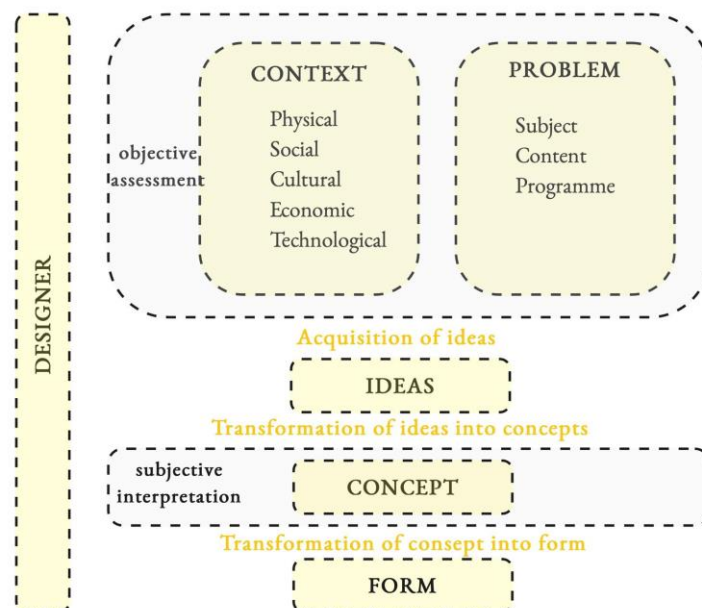 DESIGNER
CONTEXT
Physical
Social
Cultural
Economic
Technological
PROBLEM
Subject
Content
Programme
objective
assessment
Acquisition of ideas
IDEAS
Transformation of ideas into concepts
subjective
interpretation
CONCEPT
Transformation of consept into form
FORM